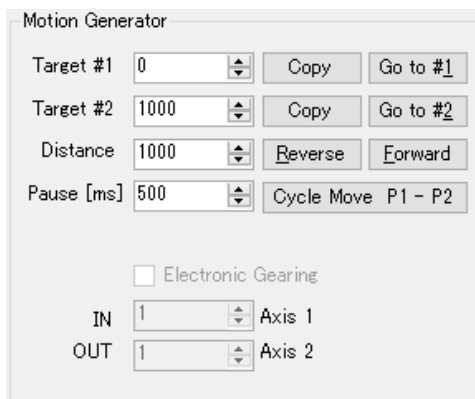 Motion Generator
Target #1 0 Copy Go to #1
Target #2 1000 Copy Go to #2
Distance 1000 Reverse Forward
Pause [ms] 500 Cycle Move P1 - P2
Electronic Gearing
IN 1 Axis 1
OUT 1 Axis 2